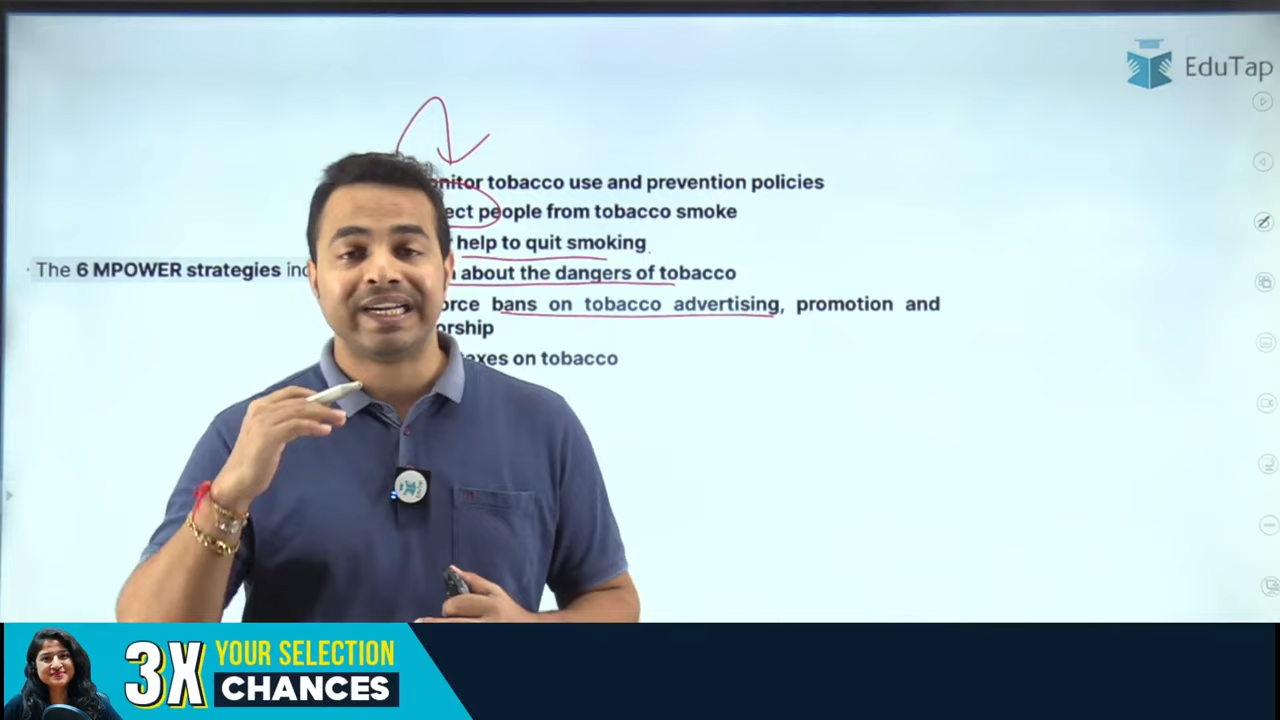 EduTap
nitor tobacco use and prevention policies
ect people from tobacco smoke
help to quit smoking
The 6 MPOWER strategies inc
about the dangers of tobacco
orce bans on tobacco advertising, promotion and
orship
axes on tobacco
3X YOUR SELECTION
CHANCES